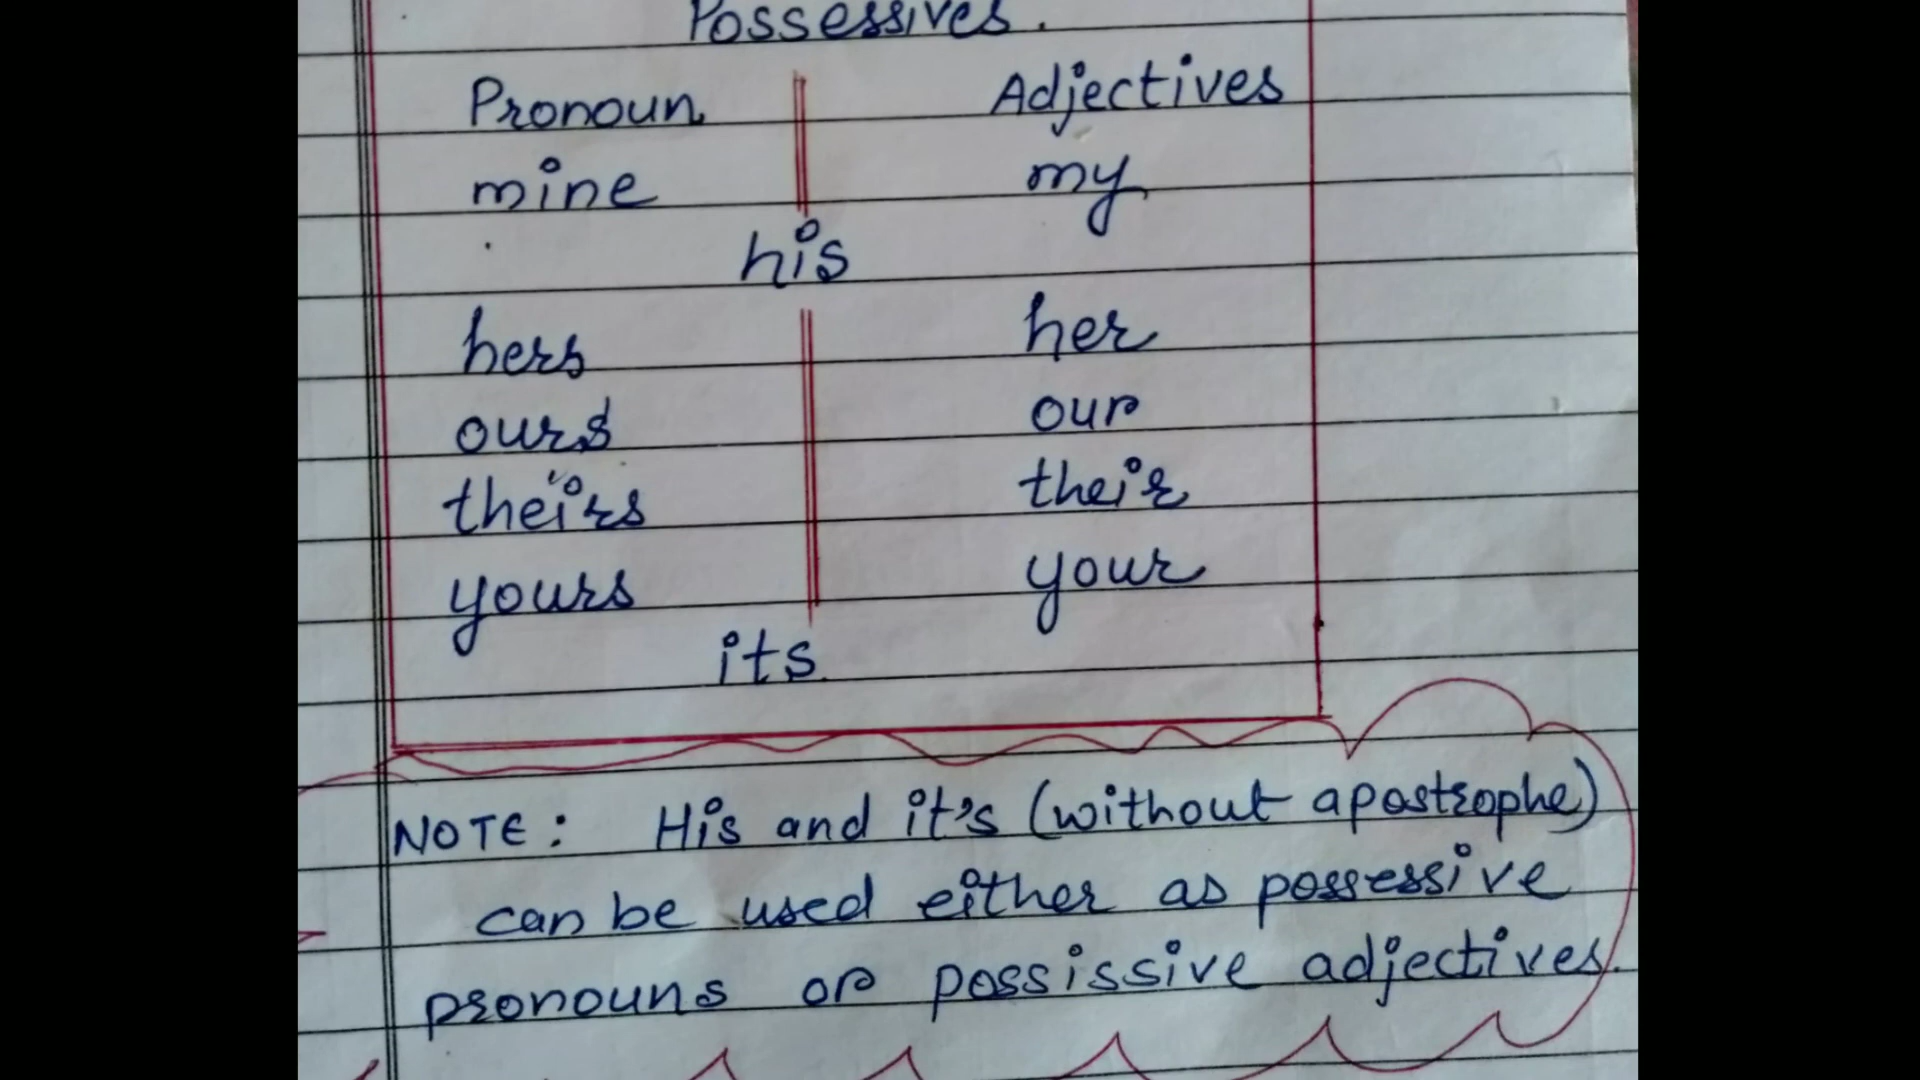 Possessives.
Pronoun Adjectives
mine my
his
hers her
ours our
theirs their
yours your
its
NOTE: His and it's (without apostrophe)
can be used either as possessive
pronouns or possissive adjectives.